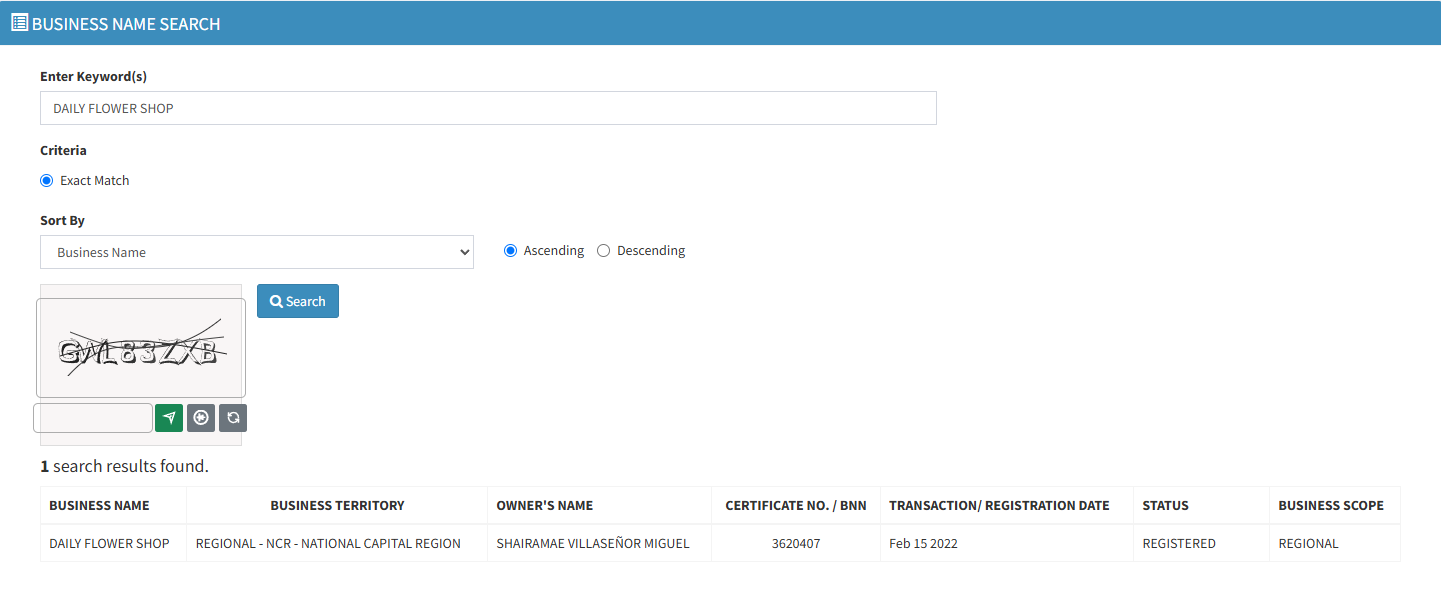 BUSINESS NAME SEARCH
Enter Keyword(s)
DAILY FLOWER SHOP
Criteria
Exact Match
Sort By
Business Name
Ascending Descending
Search
1 search results found.
BUSINESS NAME BUSINESS TERRITORY OWNER'S NAME CERTIFICATE NO. / BNN TRANSACTION/ REGISTRATION DATE STATUS BUSINESS SCOPE
DAILY FLOWER SHOP REGIONAL - NCR - NATIONAL CAPITAL REGION SHAIRAMAE VILLASEÑOR MIGUEL 3620407 Feb 15 2022 REGISTERED REGIONAL